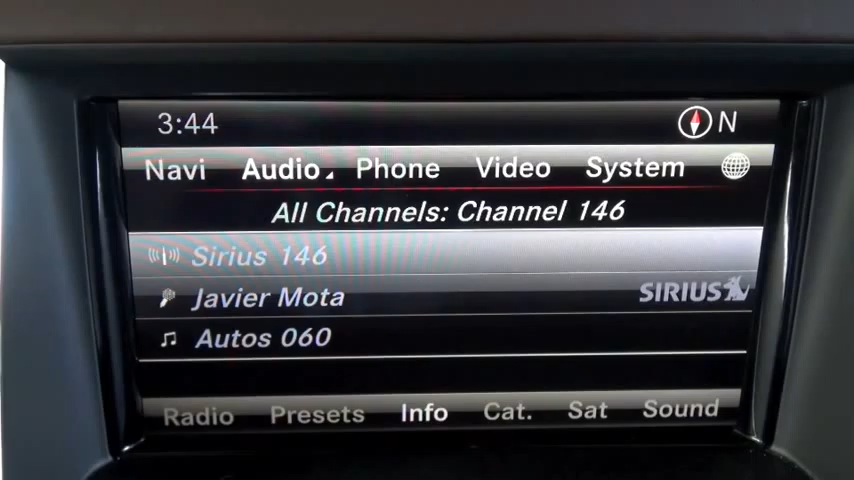 3:44 N
Navi Audio Phone Video System
All Channels: Channel 146
Sirius 146
Javier Mota SIRIUS
Autos 060
Radio Presets Info Cat. Sat Sound